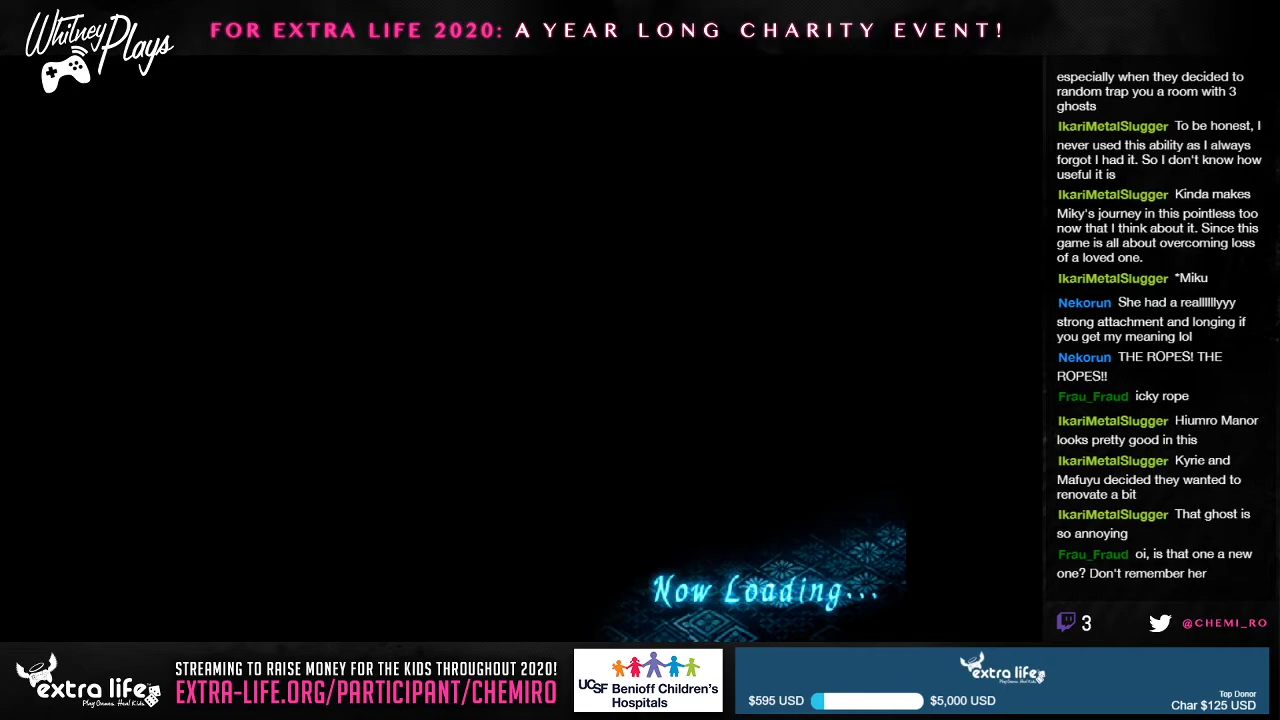 Whitney Plays
FOR EXTRA LIFE 2020: A YEAR LONG CHARITY EVENT!
especially when they decided to
random trap you a room with 3
ghosts
IkariMetalSlugger To be honest, I
never used this ability as I always
forgot I had it. So I don't know how
useful it is
IkariMetalSlugger Kinda makes
Miky's journey in this pointless too
now that I think about it. Since this
game is all about overcoming loss
of a loved one.
IkariMetalSlugger *Miku
Nekorun She had a reallllllyyy
strong attachment and longing if
you get my meaning lol
Nekorun THE ROPES! THE
ROPES!!
Frau_Fraud icky rope
IkariMetalSlugger Hiumro Manor
looks pretty good in this
IkariMetalSlugger Kyrie and
Mafuyu decided they wanted to
renovate a bit
IkariMetalSlugger That ghost is
so annoying
Frau_Fraud oi, is that one a new
one? Don't remember her
Now Loading...
3
@CHEMI_RO
extra life
Play Games. Heal Kids.
STREAMING TO RAISE MONEY FOR THE KIDS THROUGHOUT 2020!
EXTRA-LIFE.ORG/PARTICIPANT/CHEMIRO
UCSF Benioff Children's
Hospitals
extra life
Play Games. Heal Kids.
$595 USD
$5,000 USD
Top Donor
Char $125 USD